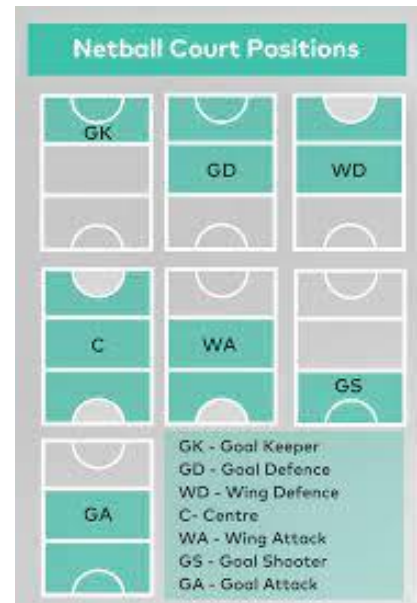 Netball Court Positions
GK
GD
WD
C
WA
GS
GA
GK - Goal Keeper
GD - Goal Defence
WD - Wing Defence
C- Centre
WA - Wing Attack
GS - Goal Shooter
GA - Goal Attack